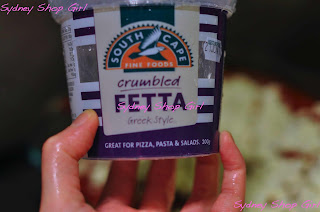 Sydney Shop Girl
SOUTH CAPE
FINE FOODS
crumbled
FETTA
Sydney Shop Girl
Greek Style.
GREAT FOR PIZZA, PASTA & SALADS. 200g
Sydney Shop Girl